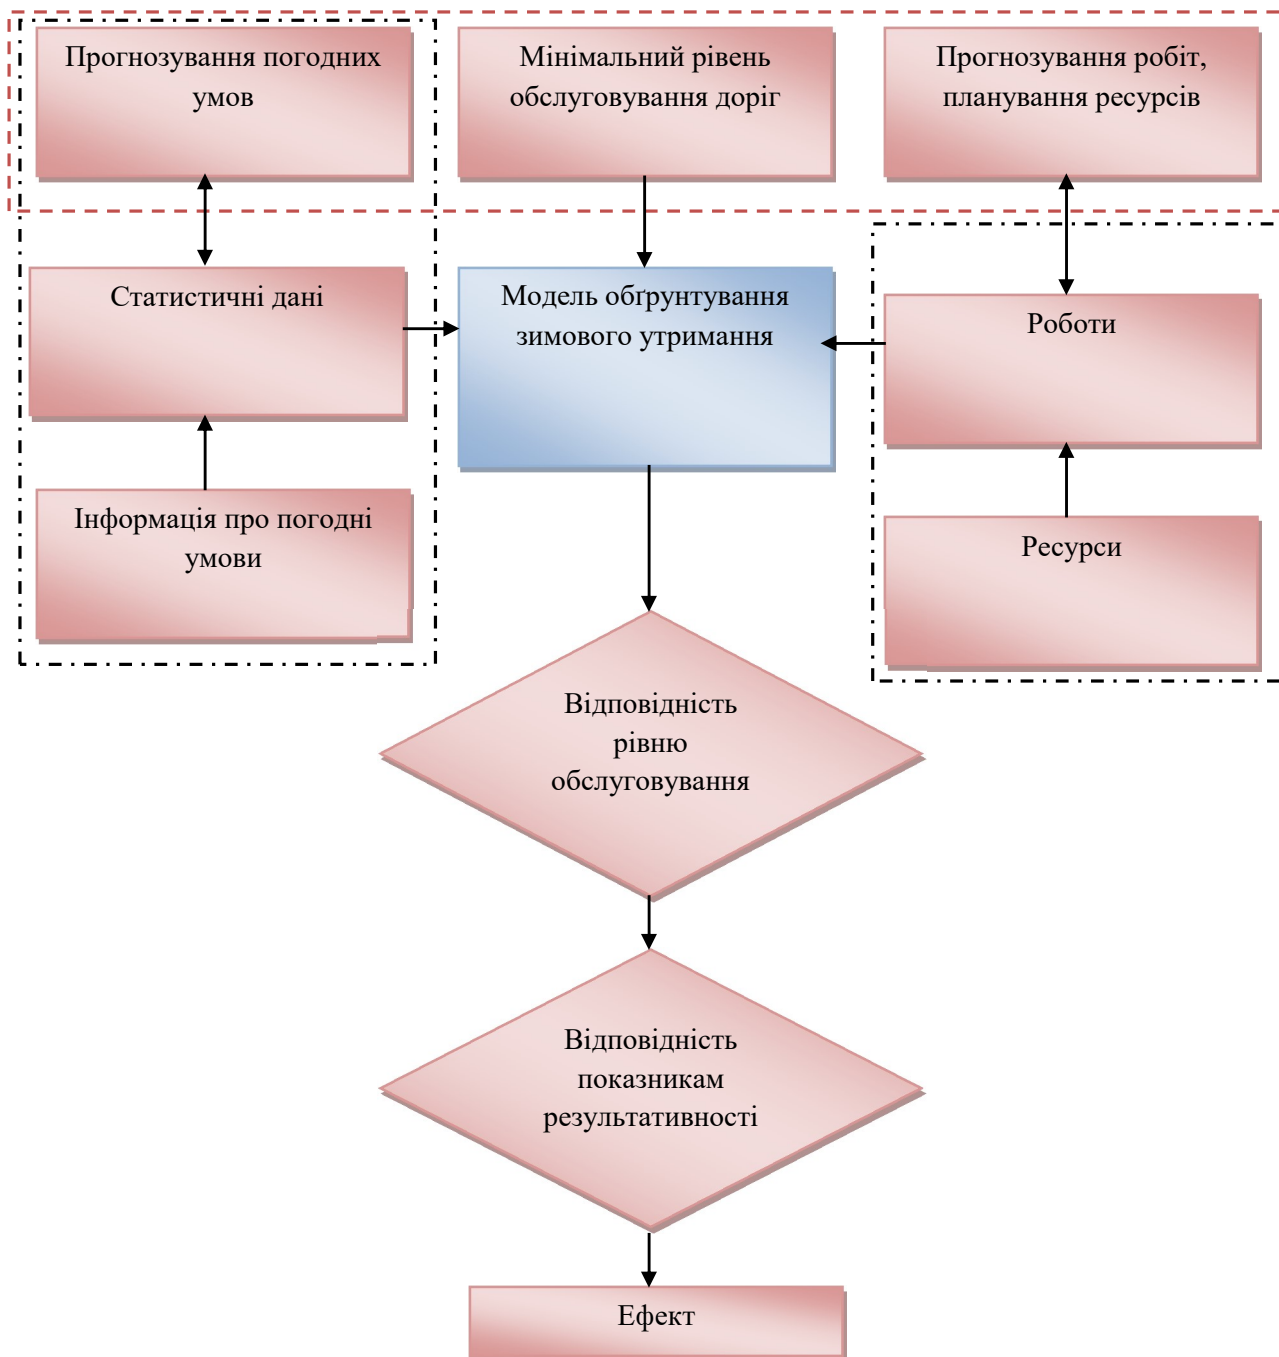 Прогнозування погодних
умов
Мінімальний рівень
обслуговування доріг
Прогнозування робіт,
планування ресурсів
Статистичні дані
Модель обґрунтування
зимового утримання
Роботи
Інформація про погодні
умови
Ресурси
Відповідність
рівню
обслуговування
Відповідність
показникам
результативності
Ефект